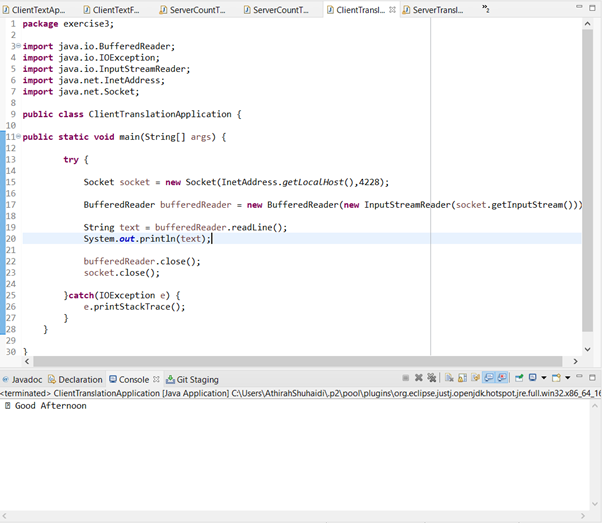 ClientTextAp... ClientTextF... ServerCountT... ServerCountT... ClientTransl... ServerTransl... »2
1 package exercise3;
2
3 import java.io.BufferedReader;
4 import java.io.IOException;
5 import java.io.InputStreamReader;
6 import java.net.InetAddress;
7 import java.net.Socket;
8
9 public class ClientTranslationApplication {
10
11 public static void main(String[] args) {
12
13 try {
14
15 Socket socket = new Socket(InetAddress.getLocalHost(),4228);
16
17 BufferedReader bufferedReader = new BufferedReader(new InputStreamReader(socket.getInputStream()))
18
19 String text = bufferedReader.readLine();
20 System.out.println(text);
21
22 bufferedReader.close();
23 socket.close();
24
25 }catch(IOException e) {
26 e.printStackTrace();
27 }
28 }
29
30 }
Javadoc Declaration Console Git Staging
<terminated> ClientTranslationApplication [Java Application] C:\Users\AthirahShuhaidi\.p2\pool\plugins\org.eclipse.justj.openjdk.hotspot.jre.full.win32.x86_64_16
Good Afternoon